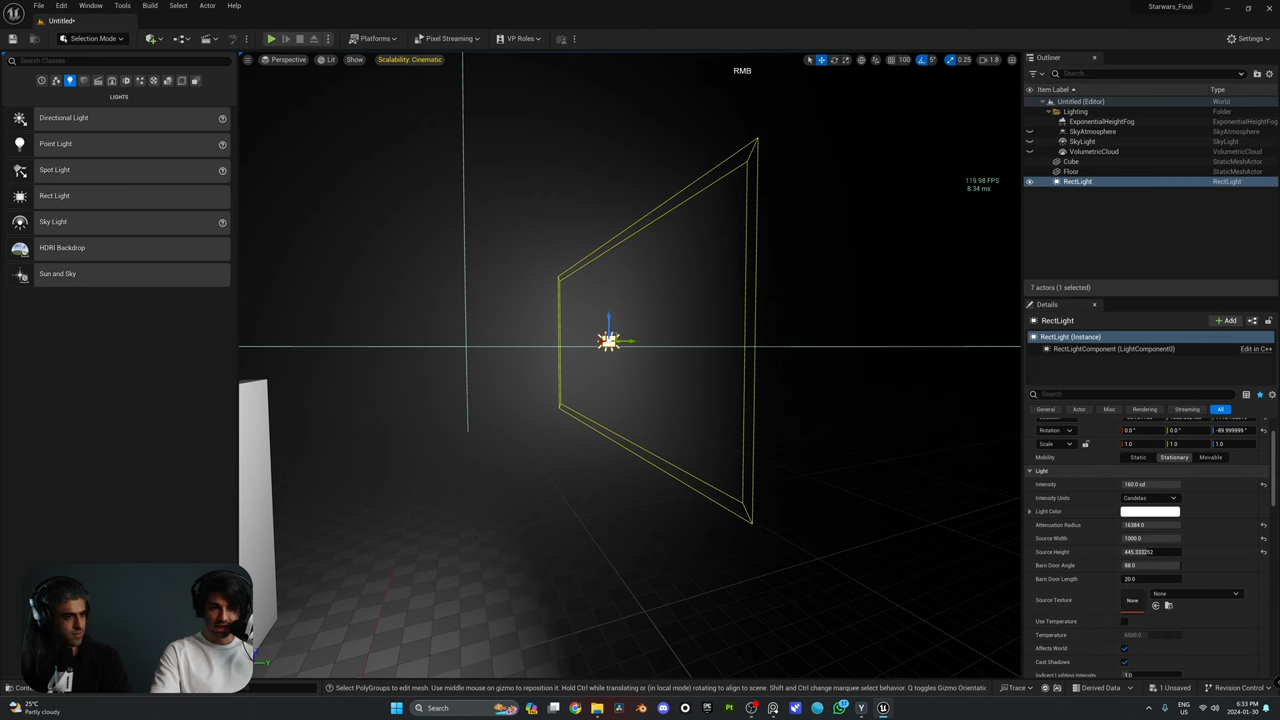 File Edit Window Tools Build Select Actor Help
Starwars_Final
Untitled*
Selection Mode
Platforms
Pixel Streaming
VP Roles
Settings
Search Classes
Perspective Lit Show Scalability: Cinematic
100 5° 0.25 1.8
RMB
LIGHTS
Directional Light
Point Light
Spot Light
Rect Light
Sky Light
HDRI Backdrop
Sun and Sky
119.98 FPS
8.34 ms
Outliner
Search...
Item Label Type
Untitled (Editor) World
Lighting Folder
ExponentialHeightFog ExponentialHeightFog
SkyAtmosphere SkyAtmosphere
SkyLight SkyLight
VolumetricCloud VolumetricCloud
Cube StaticMeshActor
Floor StaticMeshActor
RectLight RectLight
7 actors (1 selected)
Details
RectLight
Add
RectLight (Instance)
RectLightComponent (LightComponent0) Edit in C++
Search
General Actor Misc Rendering Streaming All
Rotation 0.0° 0.0° -89.999999°
Scale 1.0 1.0 1.0
Mobility Static Stationary Movable
Light
Intensity 160.0 cd
Intensity Units Candelas
Light Color
Attenuation Radius 16384.0
Source Width 1000.0
Source Height 445.333252
Barn Door Angle 88.0
Barn Door Length 20.0
Source Texture None None
Use Temperature
Temperature 6500.0
Affects World
Cast Shadows
Indirect Lighting Intensity 1.0
Y
Select PolyGroups to edit mesh. Use middle mouse on gizmo to reposition it. Hold Ctrl while translating or (in local mode) rotating to align to scene. Shift and Ctrl change marquee select behavior. Q toggles Gizmo Orientatio
Trace
Derived Data
1 Unsaved
Revision Control
25°C
Partly cloudy
Search
ENG
US
6:33 PM
2024-01-30